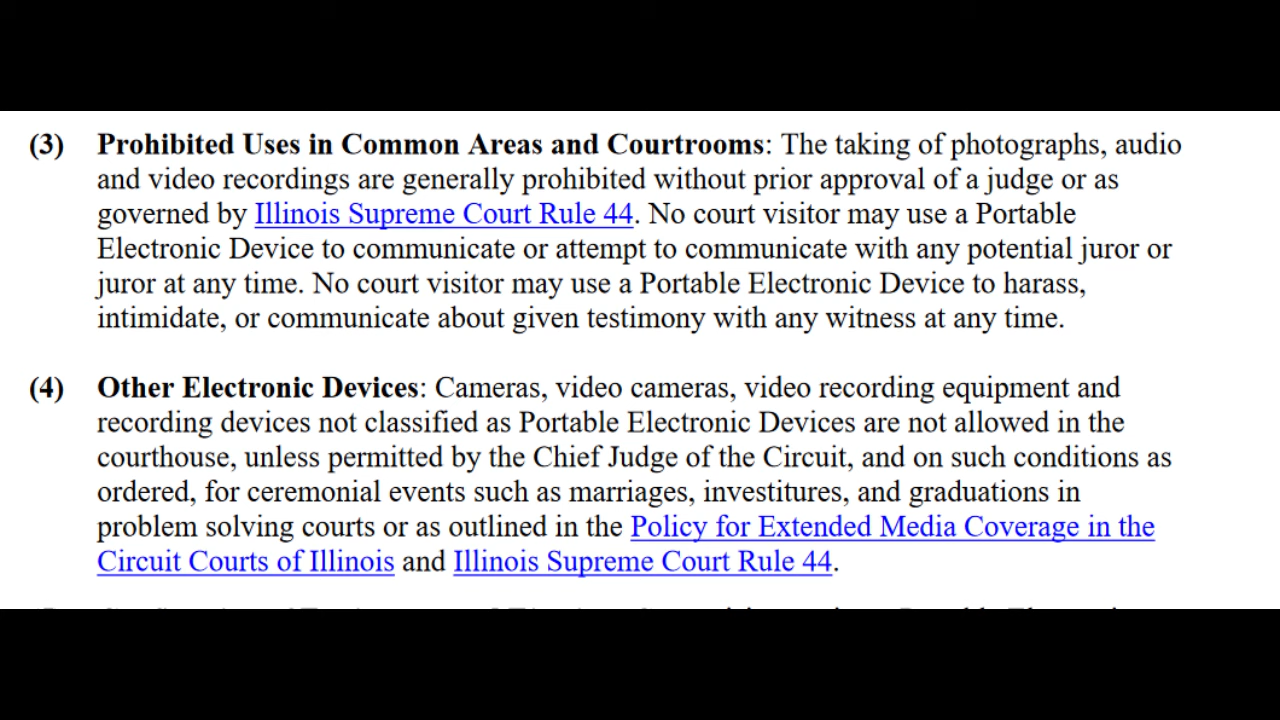 (3) Prohibited Uses in Common Areas and Courtrooms: The taking of photographs, audio
and video recordings are generally prohibited without prior approval of a judge or as
governed by Illinois Supreme Court Rule 44. No court visitor may use a Portable
Electronic Device to communicate or attempt to communicate with any potential juror or
juror at any time. No court visitor may use a Portable Electronic Device to harass,
intimidate, or communicate about given testimony with any witness at any time.
(4) Other Electronic Devices: Cameras, video cameras, video recording equipment and
recording devices not classified as Portable Electronic Devices are not allowed in the
courthouse, unless permitted by the Chief Judge of the Circuit, and on such conditions as
ordered, for ceremonial events such as marriages, investitures, and graduations in
problem solving courts or as outlined in the Policy for Extended Media Coverage in the
Circuit Courts of Illinois and Illinois Supreme Court Rule 44.